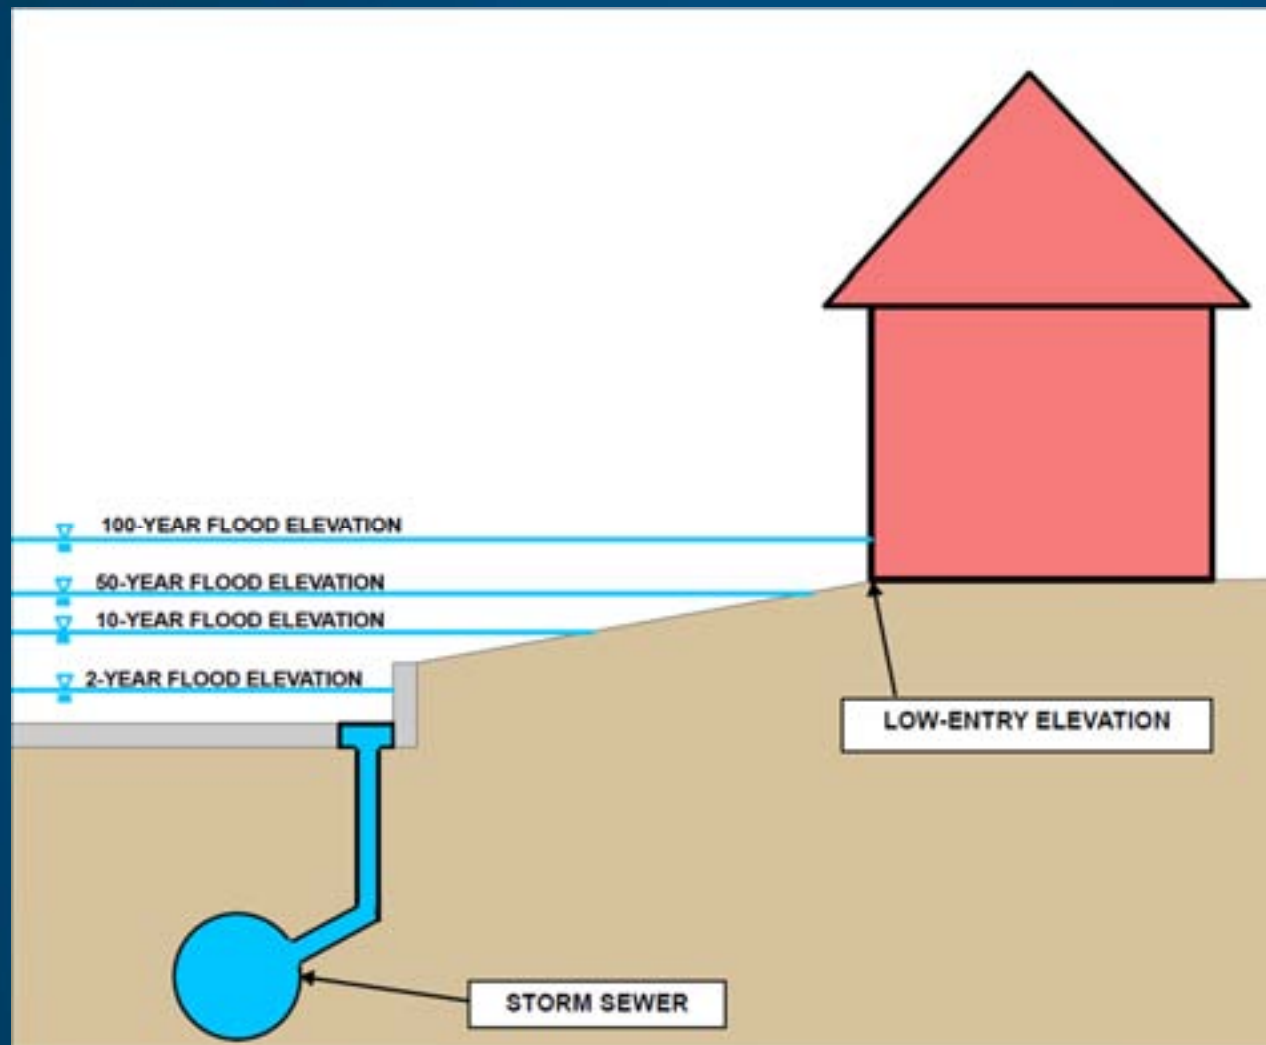 100-YEAR FLOOD ELEVATION
50-YEAR FLOOD ELEVATION
10-YEAR FLOOD ELEVATION
2-YEAR FLOOD ELEVATION
LOW-ENTRY ELEVATION
STORM SEWER